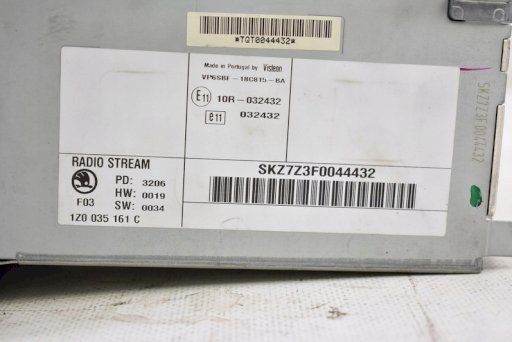 *TQT0044432*
Made in Portugal by Visteon
VP6SBF-18C815-BA
E11 10R-032432
e11 032432
RADIO STREAM
PD: 3206
HW: 0019
F03 SW: 0034
1Z0 035 161 C
SKZ7Z3F0044432
SKZ7Z3F0044432